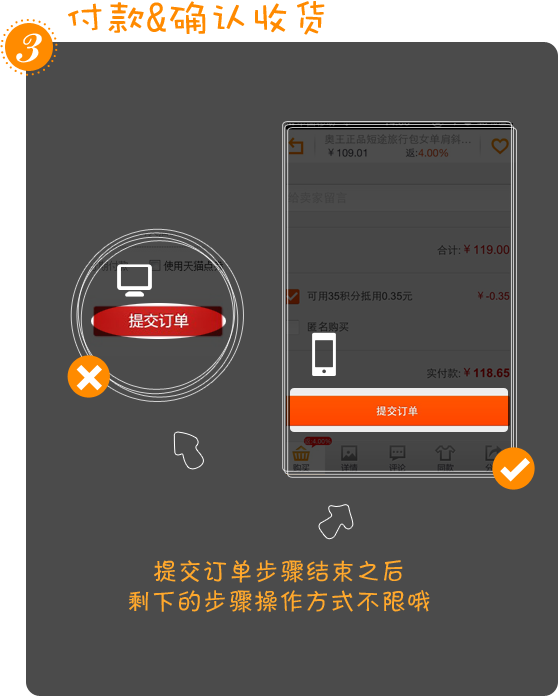 付款&确认收货
3
奥王正品短途旅行包女单肩斜...
¥109.01 返:4.00%
给卖家留言
合计:¥119.00
使用天猫点
可用35积分抵用0.35元 ¥-0.35
提交订单
匿名购买
实付款:¥118.65
提交订单
返:4.00%
购买 详情 评论 同款 分
提交订单步骤结束之后
剩下的步骤操作方式不限哦